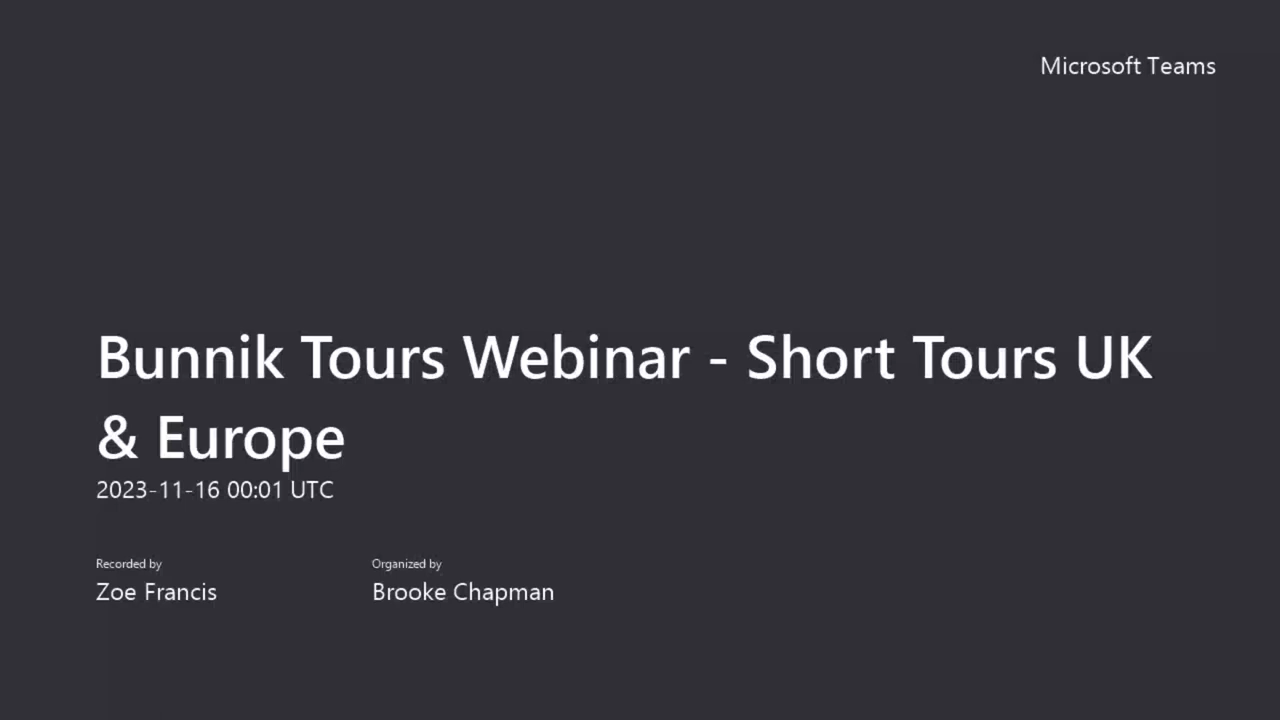 Microsoft Teams
Bunnik Tours Webinar - Short Tours UK
& Europe
2023-11-16 00:01 UTC
Recorded by
Zoe Francis
Organized by
Brooke Chapman